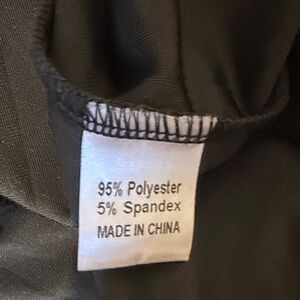 95% Polyester
5% Spandex
MADE IN CHINA